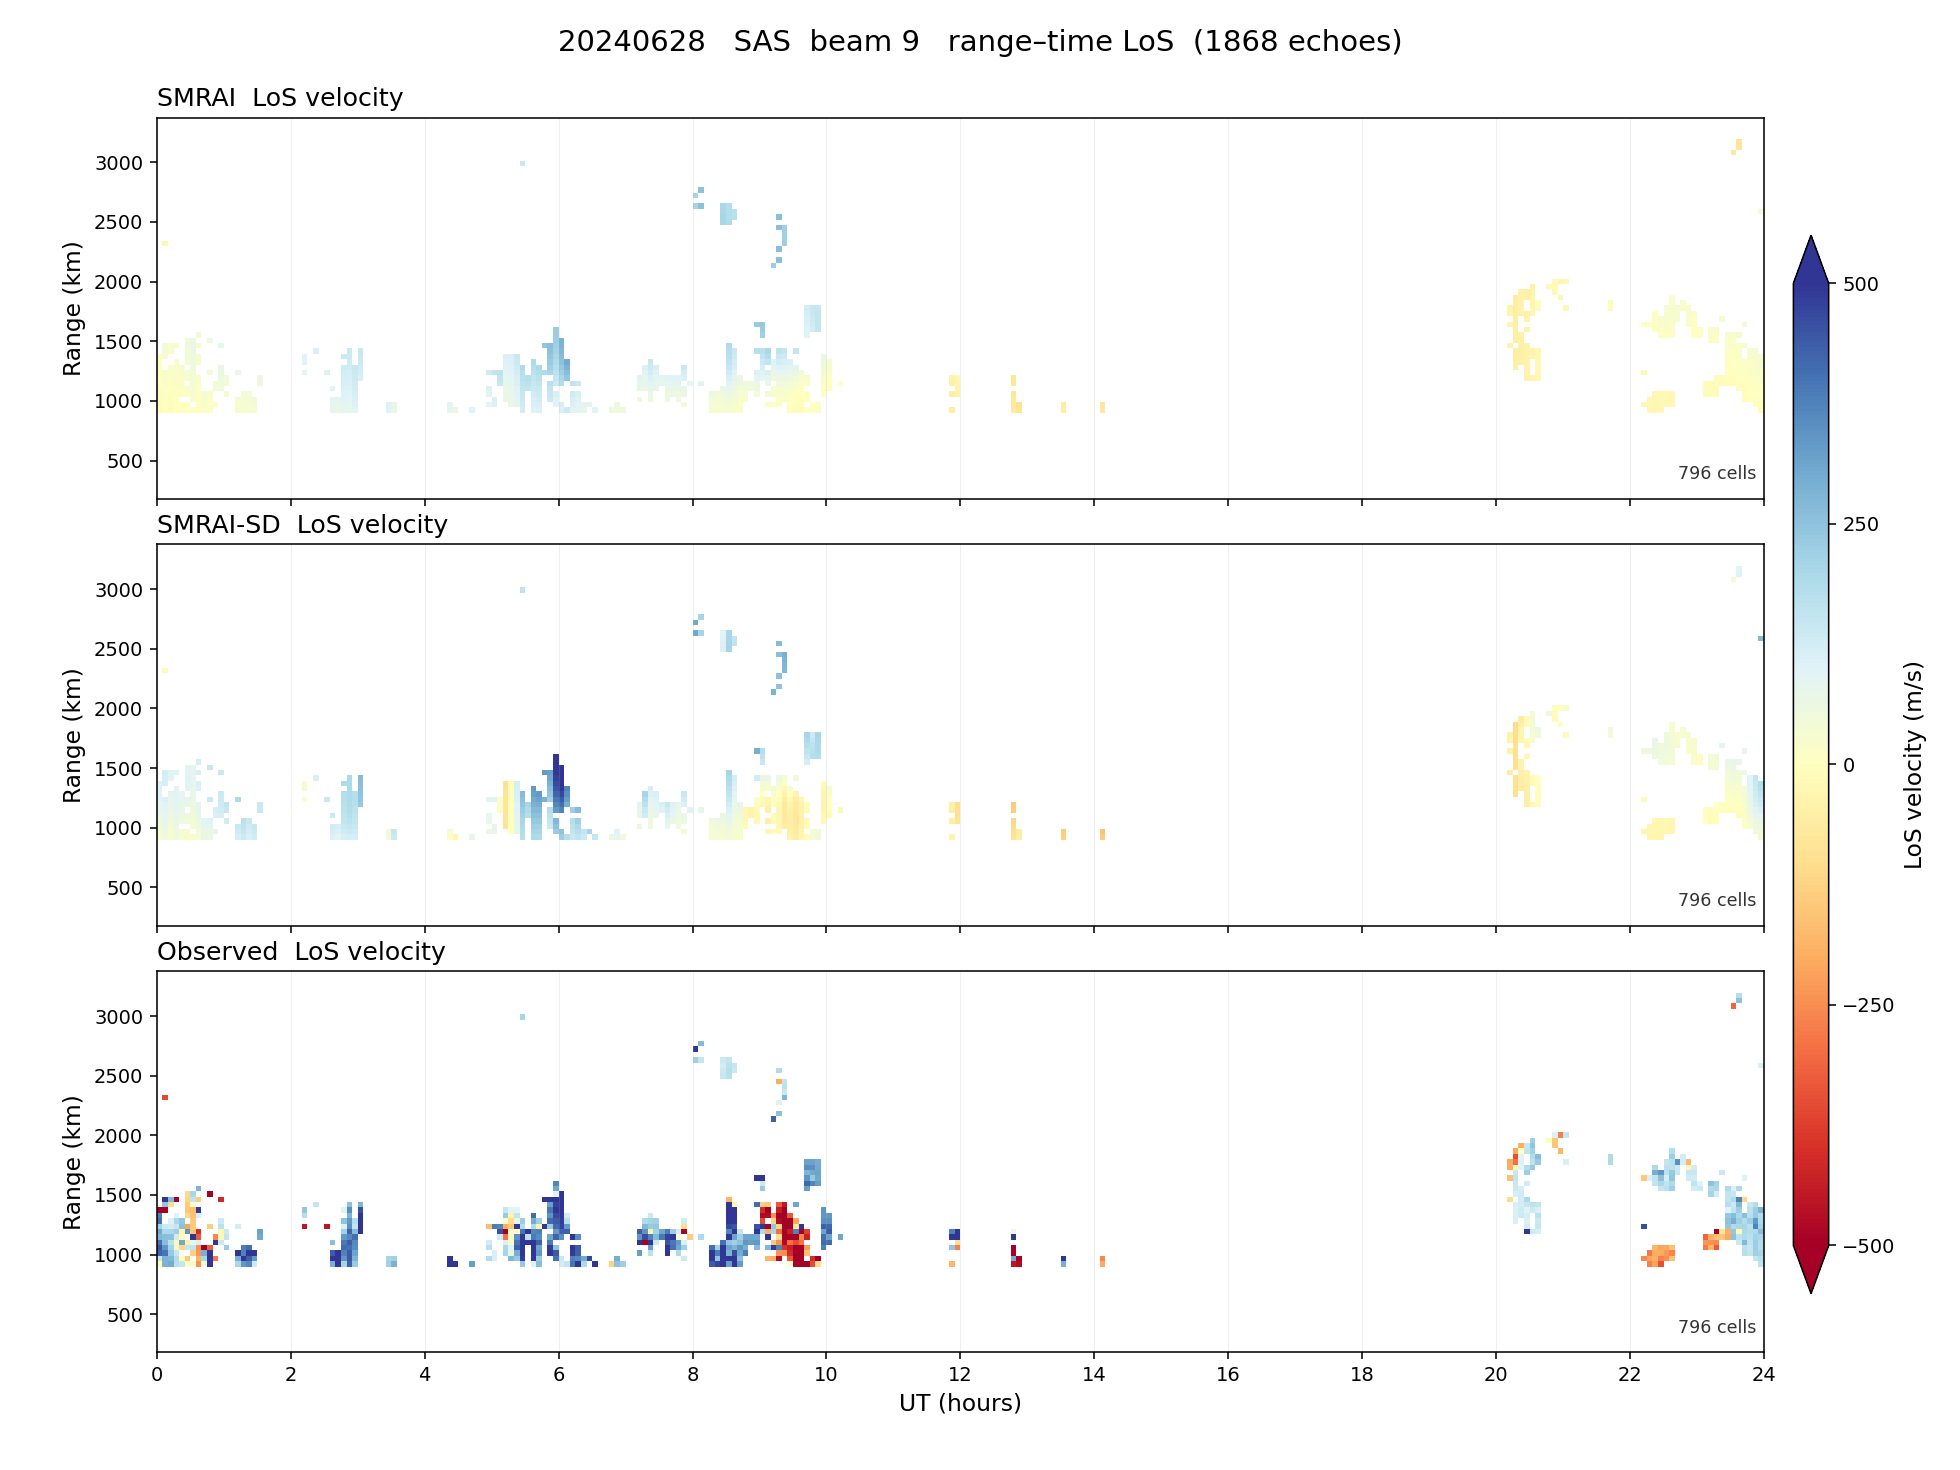 20240628   SAS  beam 9   range–time LoS  (1868 echoes)
SMRAI  LoS velocity
Range (km)
3000
2500
2000
1500
1000
500
796 cells
SMRAI-SD  LoS velocity
Range (km)
3000
2500
2000
1500
1000
500
796 cells
Observed  LoS velocity
Range (km)
3000
2500
2000
1500
1000
500
796 cells
0 2 4 6 8 10 12 14 16 18 20 22 24
UT (hours)
500
250
0
−250
−500
LoS velocity (m/s)